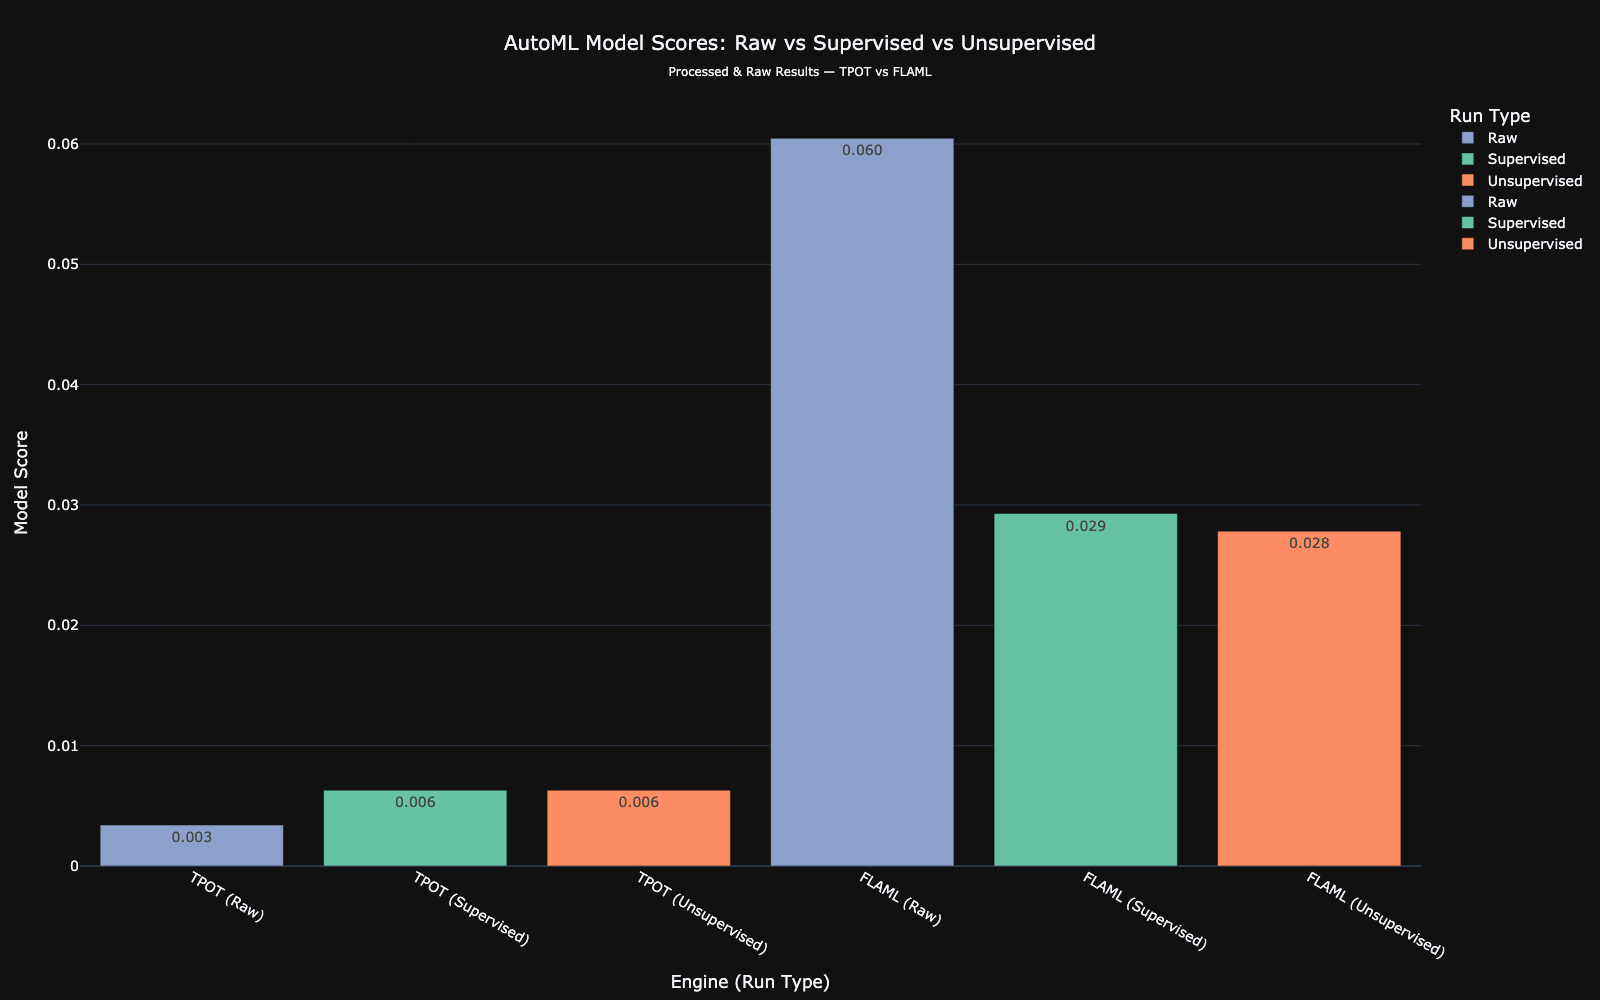 AutoML Model Scores: Raw vs Supervised vs Unsupervised
Processed & Raw Results — TPOT vs FLAML
Run Type
Raw
Supervised
Unsupervised
Raw
Supervised
Unsupervised
Model Score
0.06
0.05
0.04
0.03
0.02
0.01
0
0.003
0.006
0.006
0.060
0.029
0.028
TPOT (Raw)
TPOT (Supervised)
TPOT (Unsupervised)
FLAML (Raw)
FLAML (Supervised)
FLAML (Unsupervised)
Engine (Run Type)